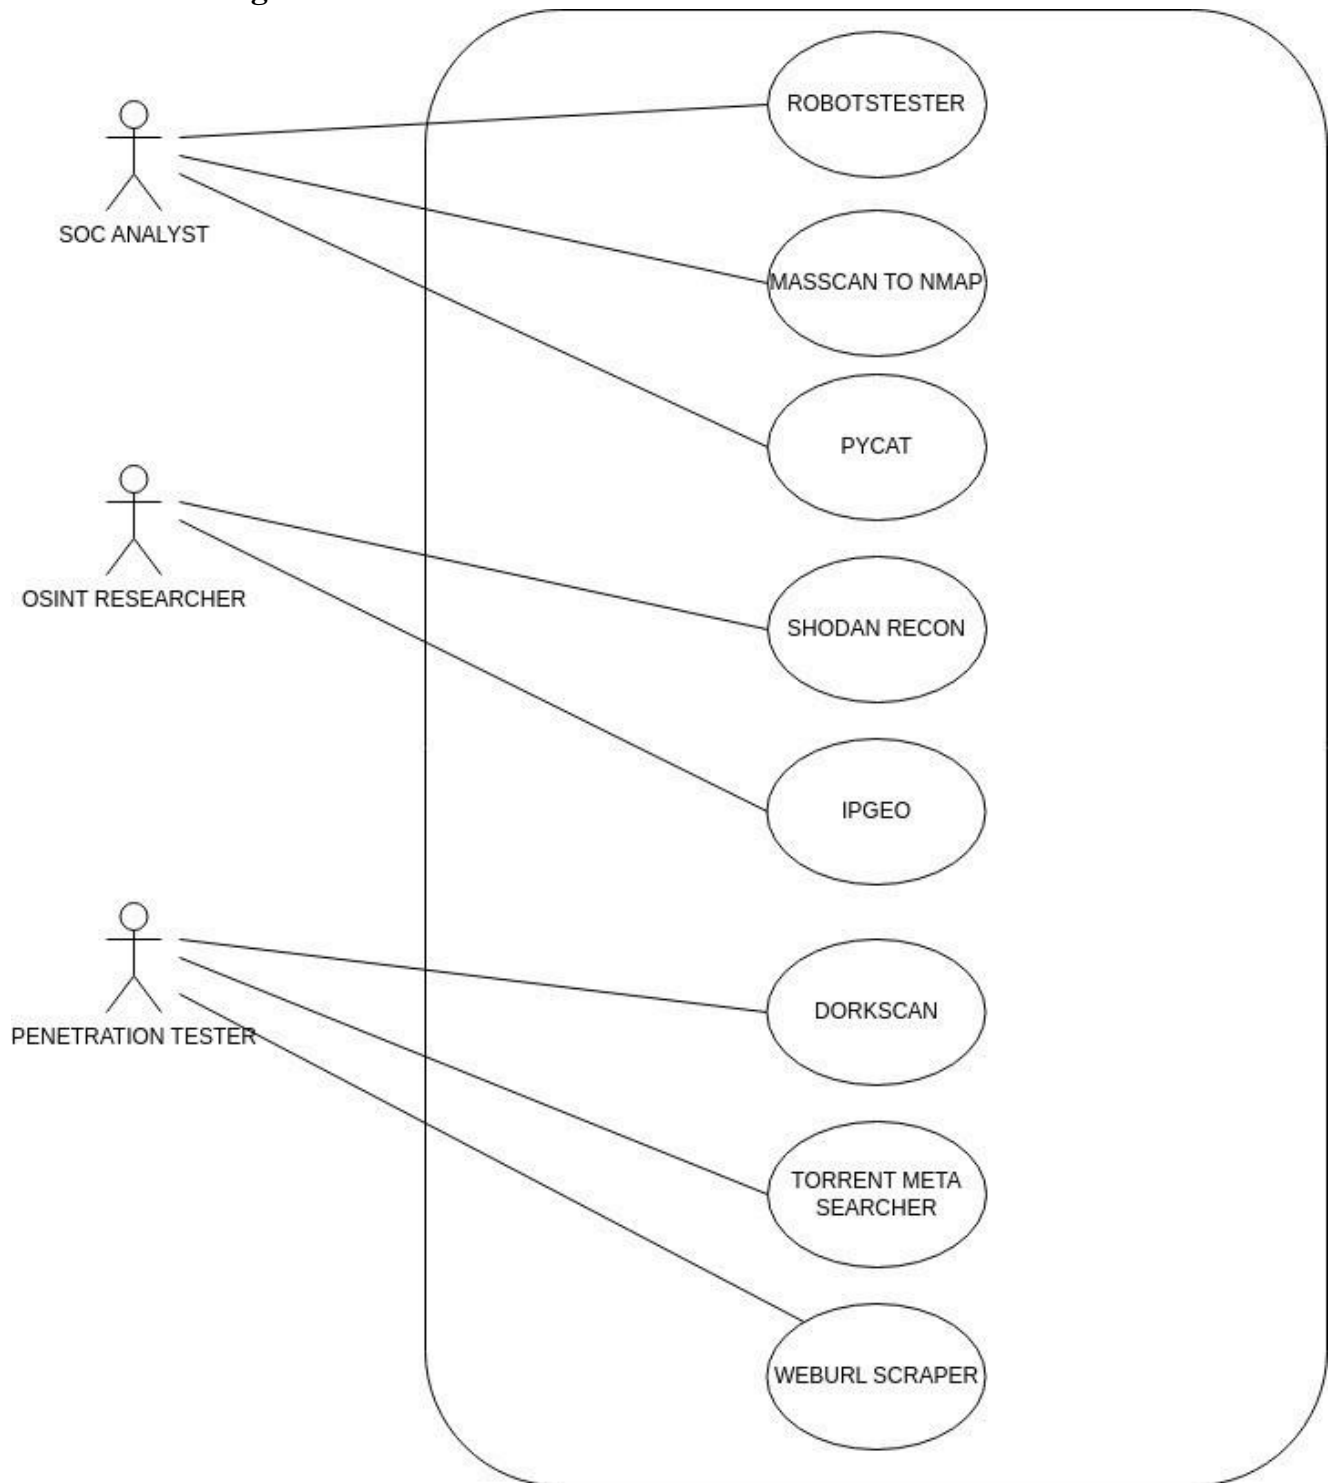 ROBOTSTESTER
SOC ANALYST
MASSCAN TO NMAP
PYCAT
OSINT RESEARCHER
SHODAN RECON
IPGEO
DORKSCAN
PENETRATION TESTER
TORRENT META
SEARCHER
WEBURL SCRAPER